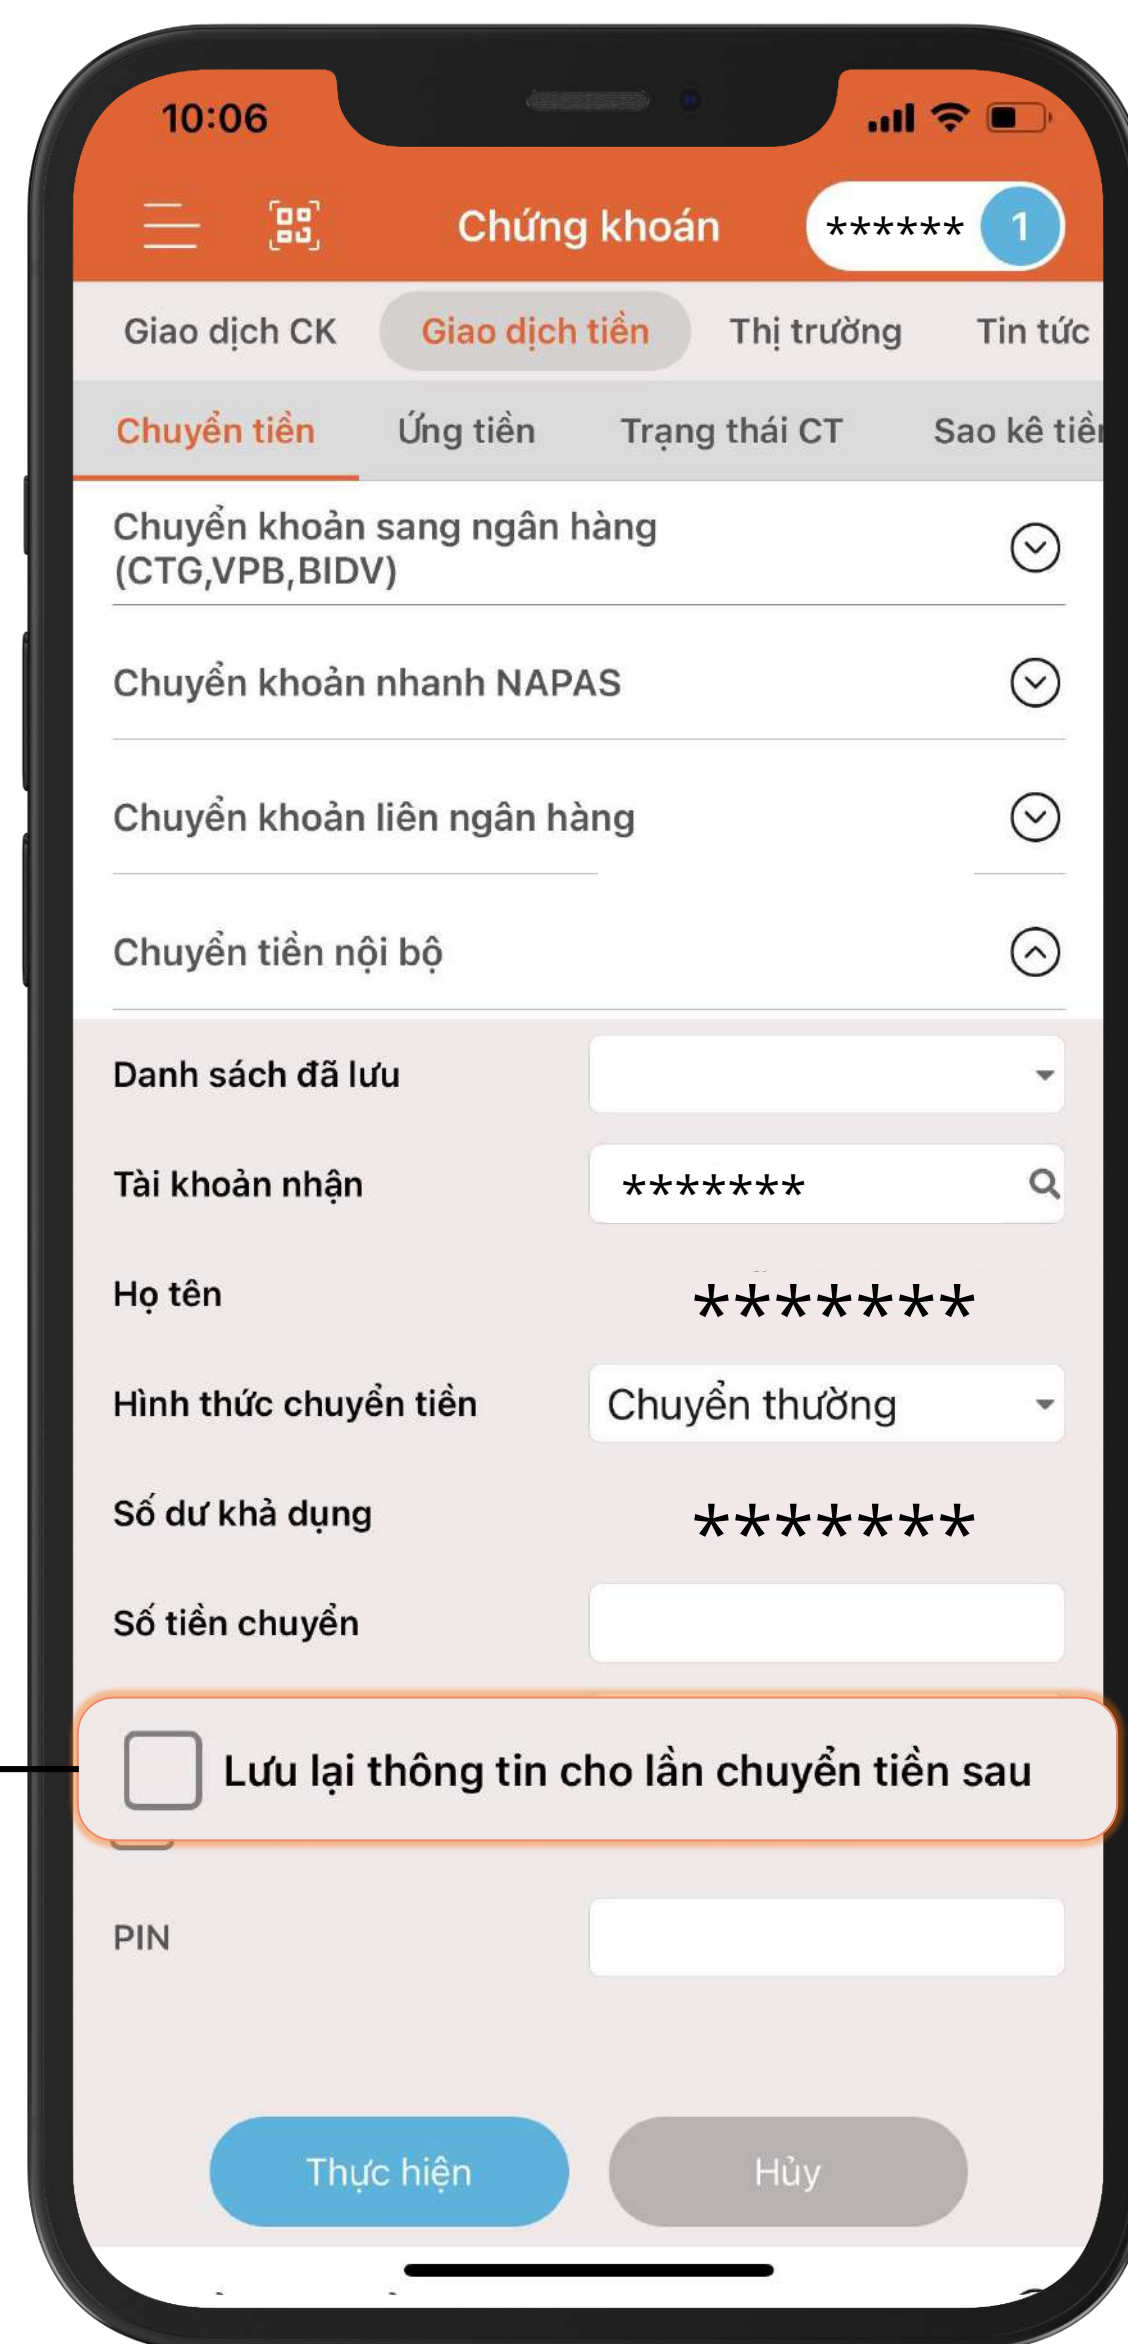 10:06
Chứng khoán
****** 1
Giao dịch CK Giao dịch tiền Thị trường Tin tức
Chuyển tiền Ứng tiền Trạng thái CT Sao kê tiền
Chuyển khoản sang ngân hàng
(CTG,VPB,BIDV)
Chuyển khoản nhanh NAPAS
Chuyển khoản liên ngân hàng
Chuyển tiền nội bộ
Danh sách đã lưu
Tài khoản nhận *******
Họ tên *******
Hình thức chuyển tiền Chuyển thường
Số dư khả dụng *******
Số tiền chuyển
Lưu lại thông tin cho lần chuyển tiền sau
PIN
Thực hiện Hủy